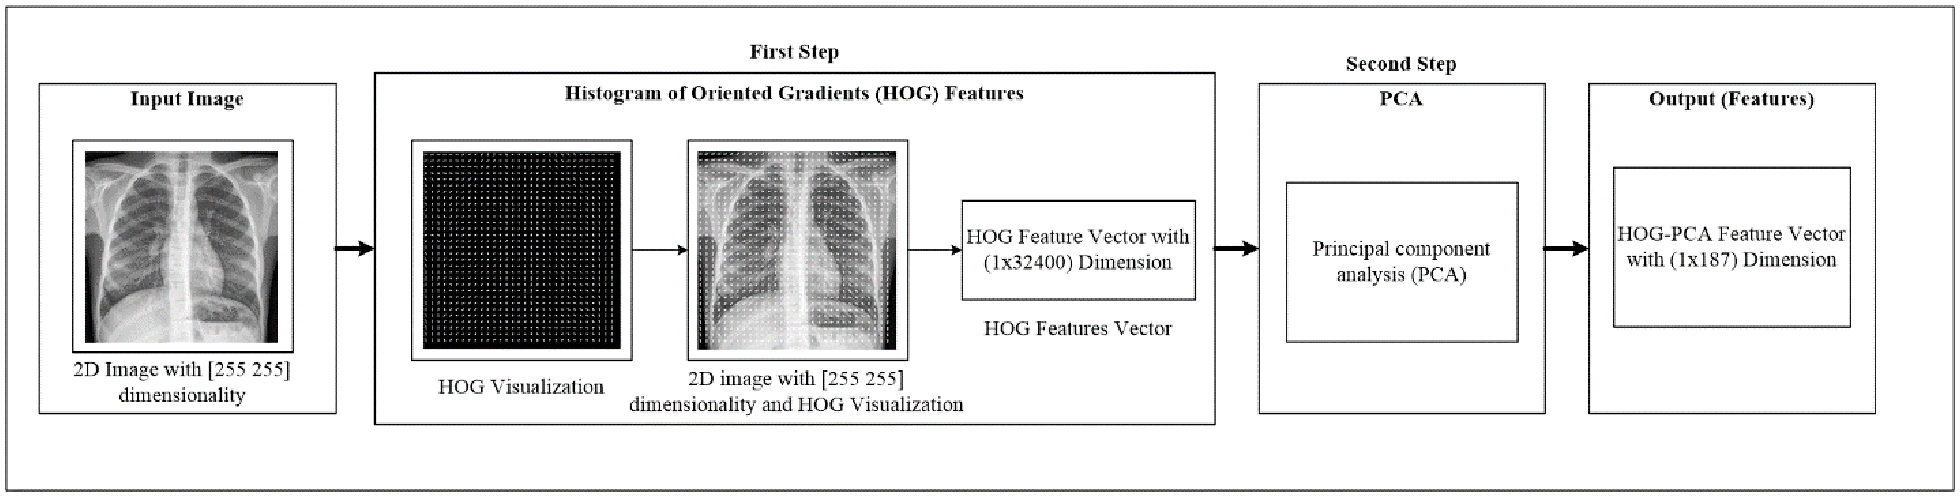 First Step
Second Step
Input Image
2D Image with [255 255]
dimensionality
Histogram of Oriented Gradients (HOG) Features
HOG Visualization
2D image with [255 255]
dimensionality and HOG Visualization
HOG Feature Vector with
(1x32400) Dimension
HOG Features Vector
PCA
Principal component
analysis (PCA)
Output (Features)
HOG-PCA Feature Vector
with (1x187) Dimension